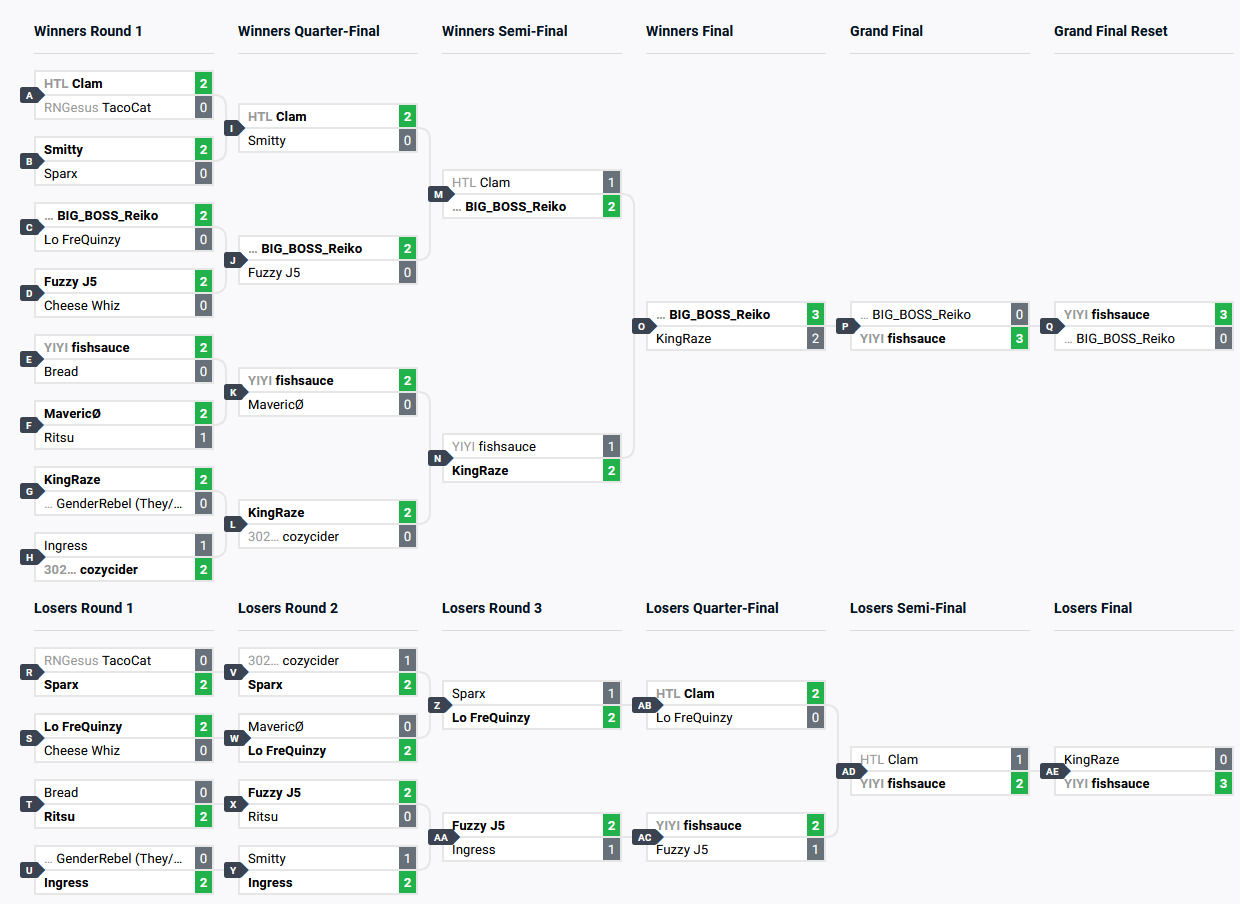 Winners Round 1 Winners Quarter-Final Winners Semi-Final Winners Final Grand Final Grand Final Reset
A HTL Clam 2
RNGesus TacoCat 0
B Smitty 2
Sparx 0
C ... BIG_BOSS_Reiko 2
Lo FreQuinzy 0
D Fuzzy J5 2
Cheese Whiz 0
E YIYI fishsauce 2
Bread 0
F MavericØ 2
Ritsu 1
G KingRaze 2
... GenderRebel (They/... 0
H Ingress 1
302... cozycider 2
I HTL Clam 2
Smitty 0
J ... BIG_BOSS_Reiko 2
Fuzzy J5 0
K YIYI fishsauce 2
MavericØ 0
L KingRaze 2
302... cozycider 0
M HTL Clam 1
... BIG_BOSS_Reiko 2
N YIYI fishsauce 1
KingRaze 2
O ... BIG_BOSS_Reiko 3
KingRaze 2
P ... BIG_BOSS_Reiko 0
YIYI fishsauce 3
Q YIYI fishsauce 3
... BIG_BOSS_Reiko 0
Losers Round 1 Losers Round 2 Losers Round 3 Losers Quarter-Final Losers Semi-Final Losers Final
R RNGesus TacoCat 0
Sparx 2
S Lo FreQuinzy 2
Cheese Whiz 0
T Bread 0
Ritsu 2
U ... GenderRebel (They/... 0
Ingress 2
V 302... cozycider 1
Sparx 2
W MavericØ 0
Lo FreQuinzy 2
X Fuzzy J5 2
Ritsu 0
Y Smitty 1
Ingress 2
Z Sparx 1
Lo FreQuinzy 2
AA Fuzzy J5 2
Ingress 1
AB HTL Clam 2
Lo FreQuinzy 0
AC YIYI fishsauce 2
Fuzzy J5 1
AD HTL Clam 1
YIYI fishsauce 2
AE KingRaze 0
YIYI fishsauce 3